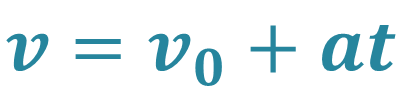 v = v₀ + at